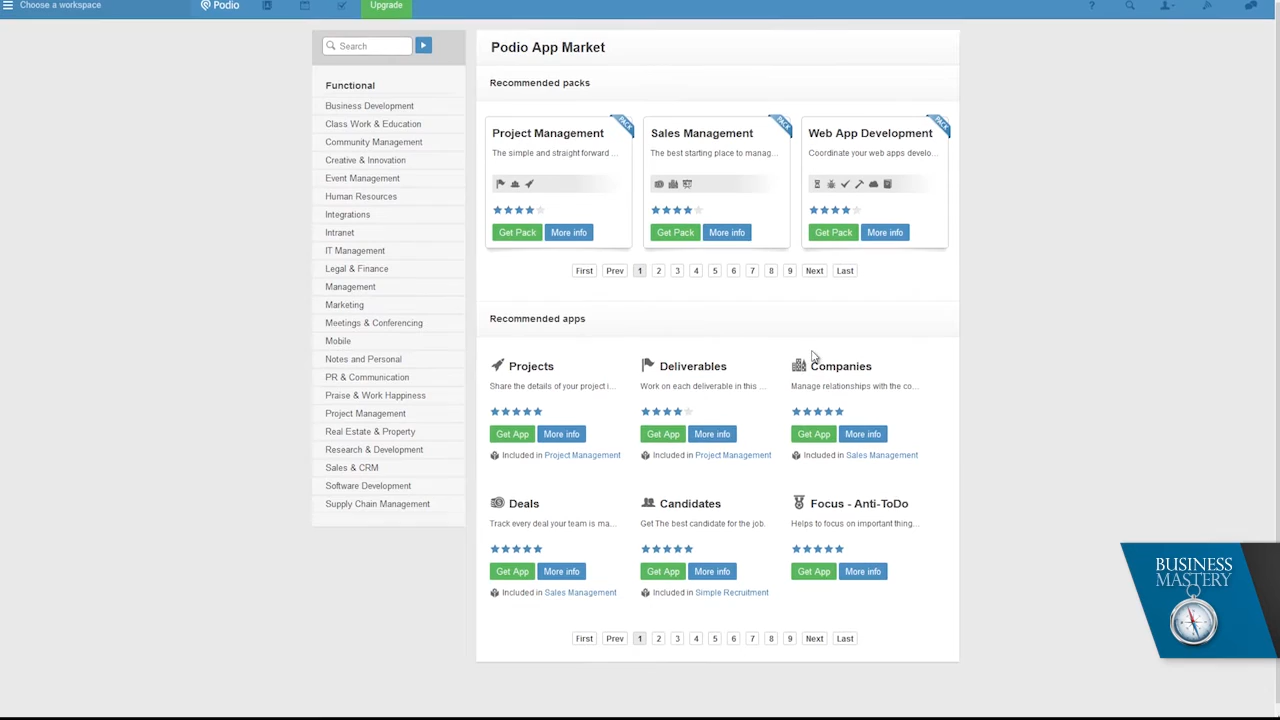 Choose a workspace
Podio
Upgrade
?
Search
Functional
Business Development
Class Work & Education
Community Management
Creative & Innovation
Event Management
Human Resources
Integrations
Intranet
IT Management
Legal & Finance
Management
Marketing
Meetings & Conferencing
Mobile
Notes and Personal
PR & Communication
Praise & Work Happiness
Project Management
Real Estate & Property
Research & Development
Sales & CRM
Software Development
Supply Chain Management
Podio App Market
Recommended packs
PACK
Project Management
The simple and straight forward ...
Get Pack More info
PACK
Sales Management
The best starting place to manag...
Get Pack More info
PACK
Web App Development
Coordinate your web apps develo...
Get Pack More info
First Prev 1 2 3 4 5 6 7 8 9 Next Last
Recommended apps
Projects
Share the details of your project i...
Get App More info
Included in Project Management
Deliverables
Work on each deliverable in this ...
Get App More info
Included in Project Management
Companies
Manage relationships with the co...
Get App More info
Included in Sales Management
Deals
Track every deal your team is ma...
Get App More info
Included in Sales Management
Candidates
Get The best candidate for the job.
Get App More info
Included in Simple Recruitment
Focus - Anti-ToDo
Helps to focus on important thing...
Get App More info
First Prev 1 2 3 4 5 6 7 8 9 Next Last
BUSINESS
MASTERY